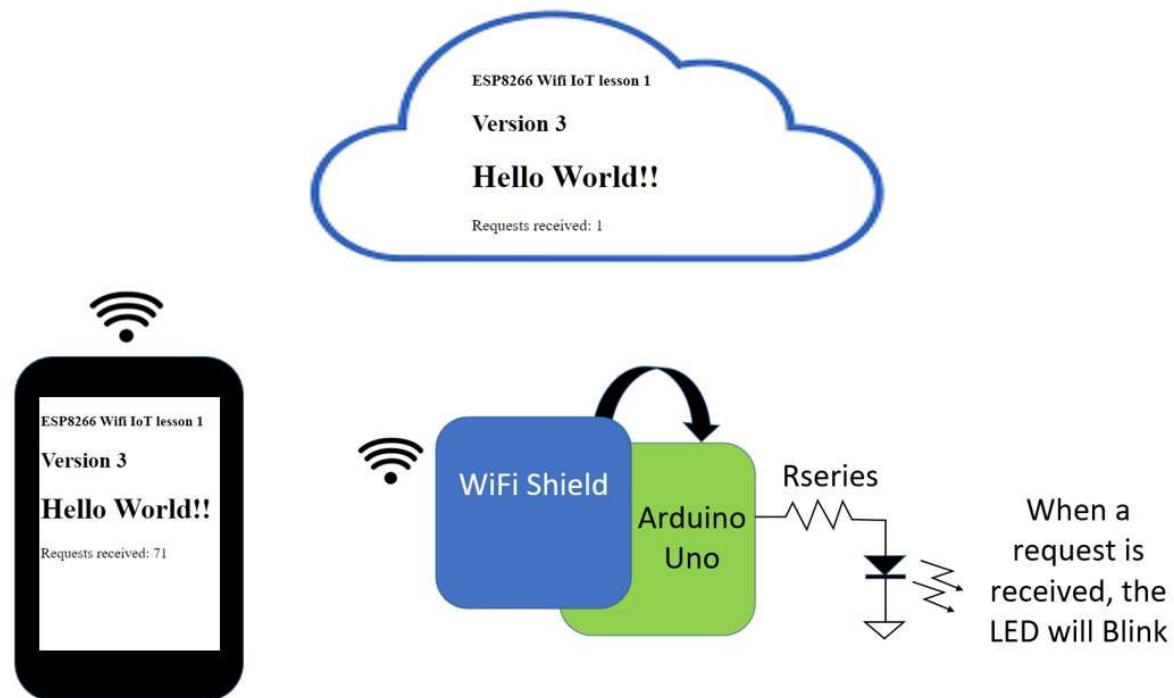 ESP8266 Wifi IoT lesson 1
Version 3
Hello World!!
Requests received: 1
ESP8266 Wifi IoT lesson 1
Version 3
Hello World!!
Requests received: 71
WiFi Shield
Arduino
Uno
Rseries
When a
request is
received, the
LED will Blink